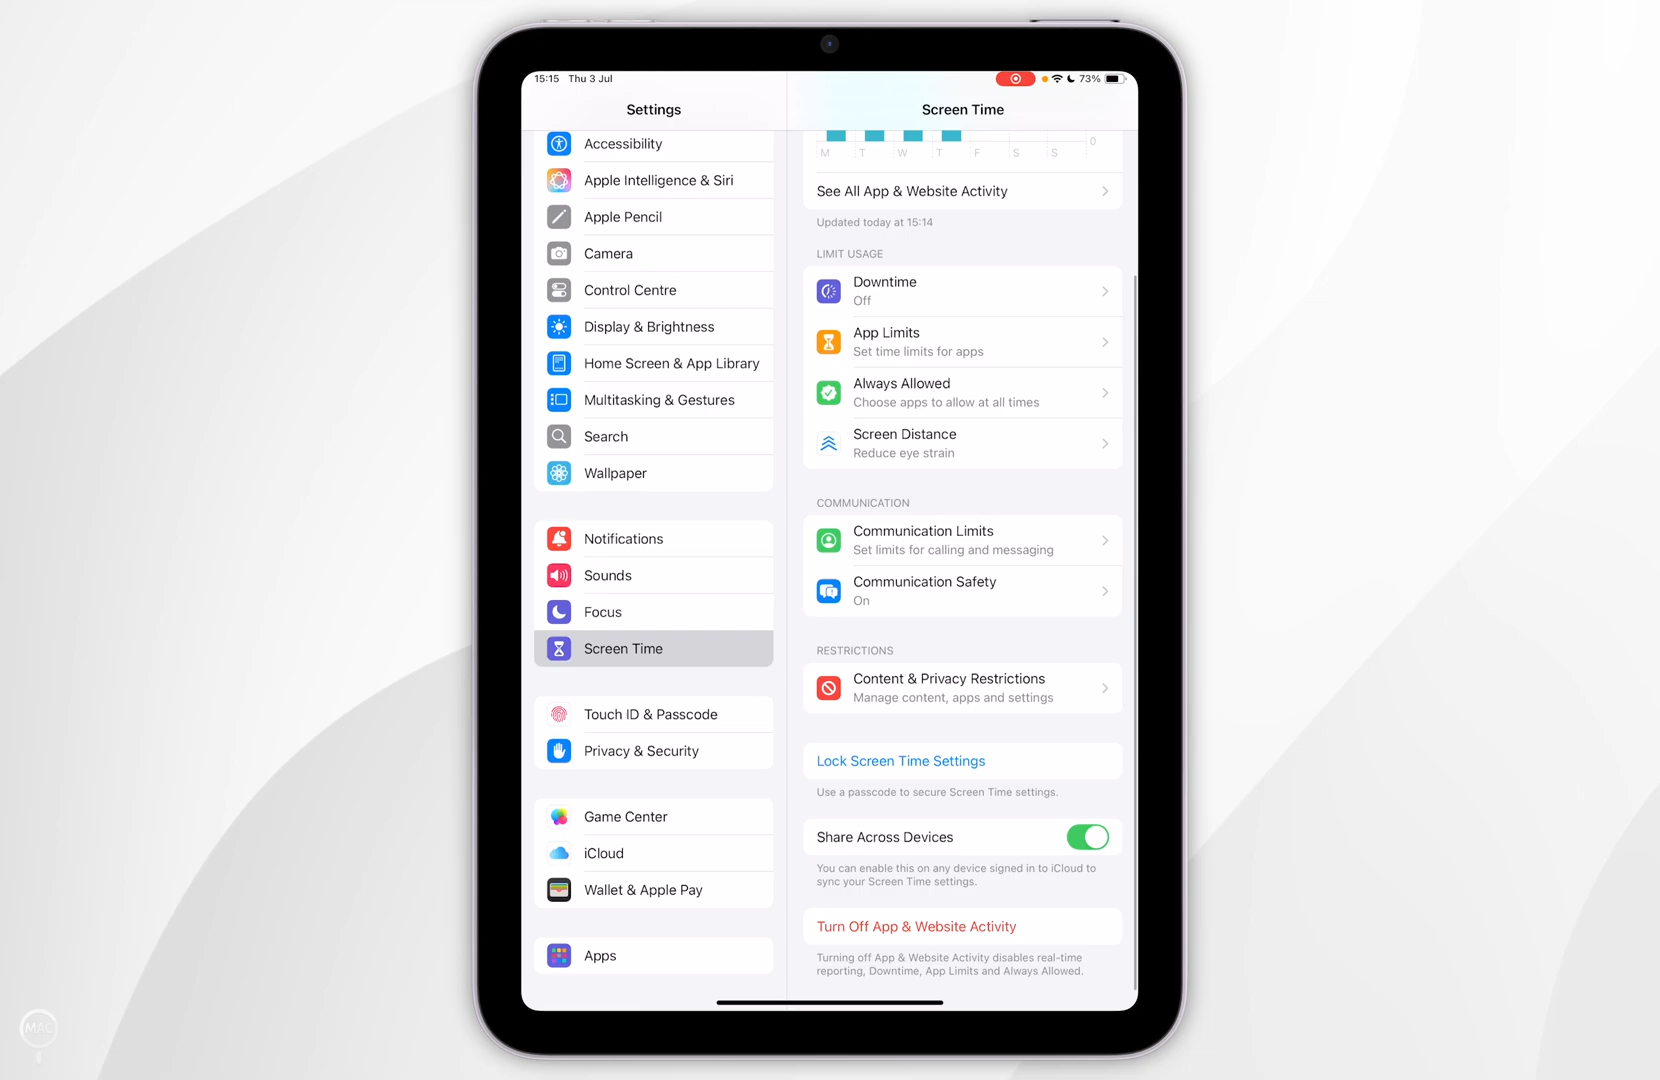 15:15 Thu 3 Jul
73%
Settings
Screen Time
Accessibility
Apple Intelligence & Siri
Apple Pencil
Camera
Control Centre
Display & Brightness
Home Screen & App Library
Multitasking & Gestures
Search
Wallpaper
Notifications
Sounds
Focus
Screen Time
Touch ID & Passcode
Privacy & Security
Game Center
iCloud
Wallet & Apple Pay
Apps
0
M T W T F S S
See All App & Website Activity
Updated today at 15:14
LIMIT USAGE
Downtime
Off
App Limits
Set time limits for apps
Always Allowed
Choose apps to allow at all times
Screen Distance
Reduce eye strain
COMMUNICATION
Communication Limits
Set limits for calling and messaging
Communication Safety
On
RESTRICTIONS
Content & Privacy Restrictions
Manage content, apps and settings
Lock Screen Time Settings
Use a passcode to secure Screen Time settings.
Share Across Devices
You can enable this on any device signed in to iCloud to
sync your Screen Time settings.
Turn Off App & Website Activity
Turning off App & Website Activity disables real-time
reporting, Downtime, App Limits and Always Allowed.
MAC